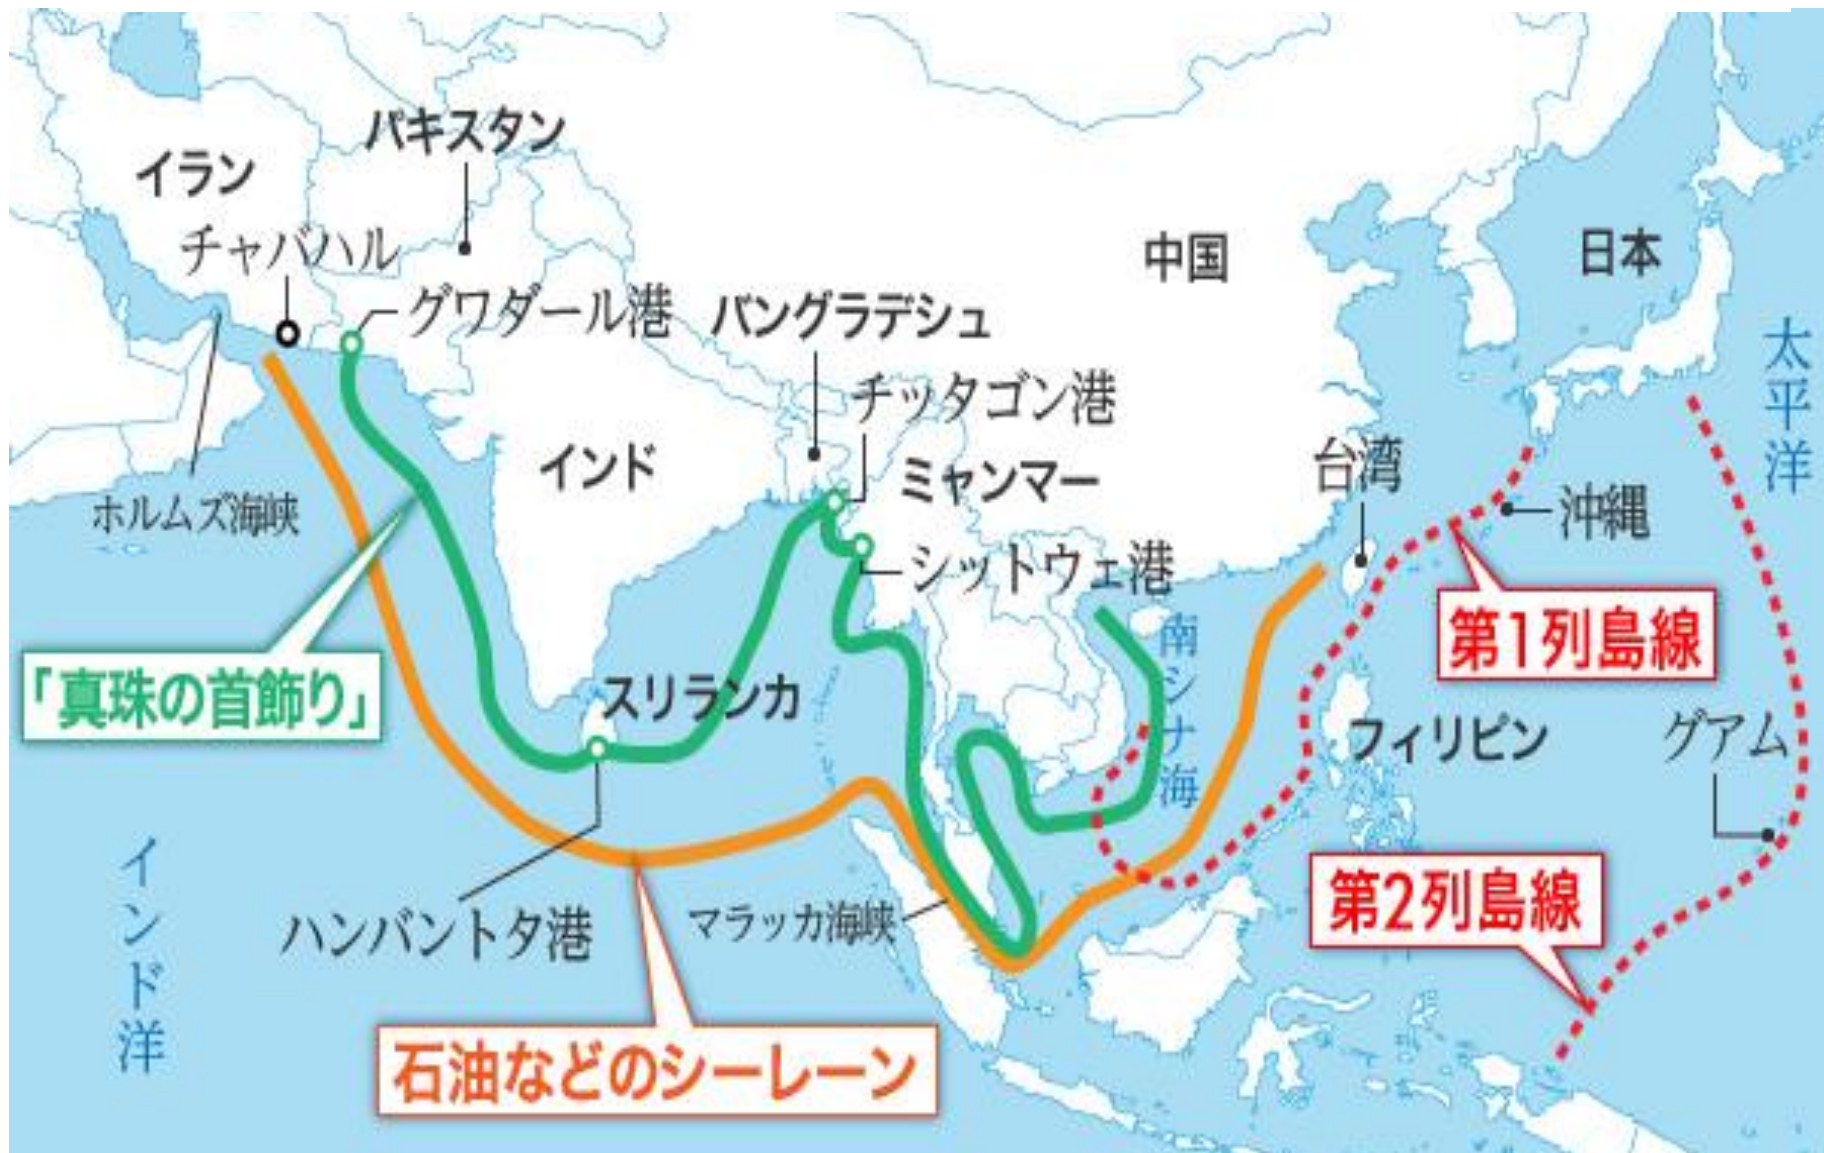 パキスタン
イラン
チャバハル
中国
日本
グワダール港
バングラデシュ
太平洋
チッタゴン港
インド
ミャンマー
台湾
ホルムズ海峡
沖縄
シットウェ港
南シナ海
第1列島線
「真珠の首飾り」
スリランカ
フィリピン
グアム
インド洋
ハンバントタ港
マラッカ海峡
第2列島線
石油などのシーレーン